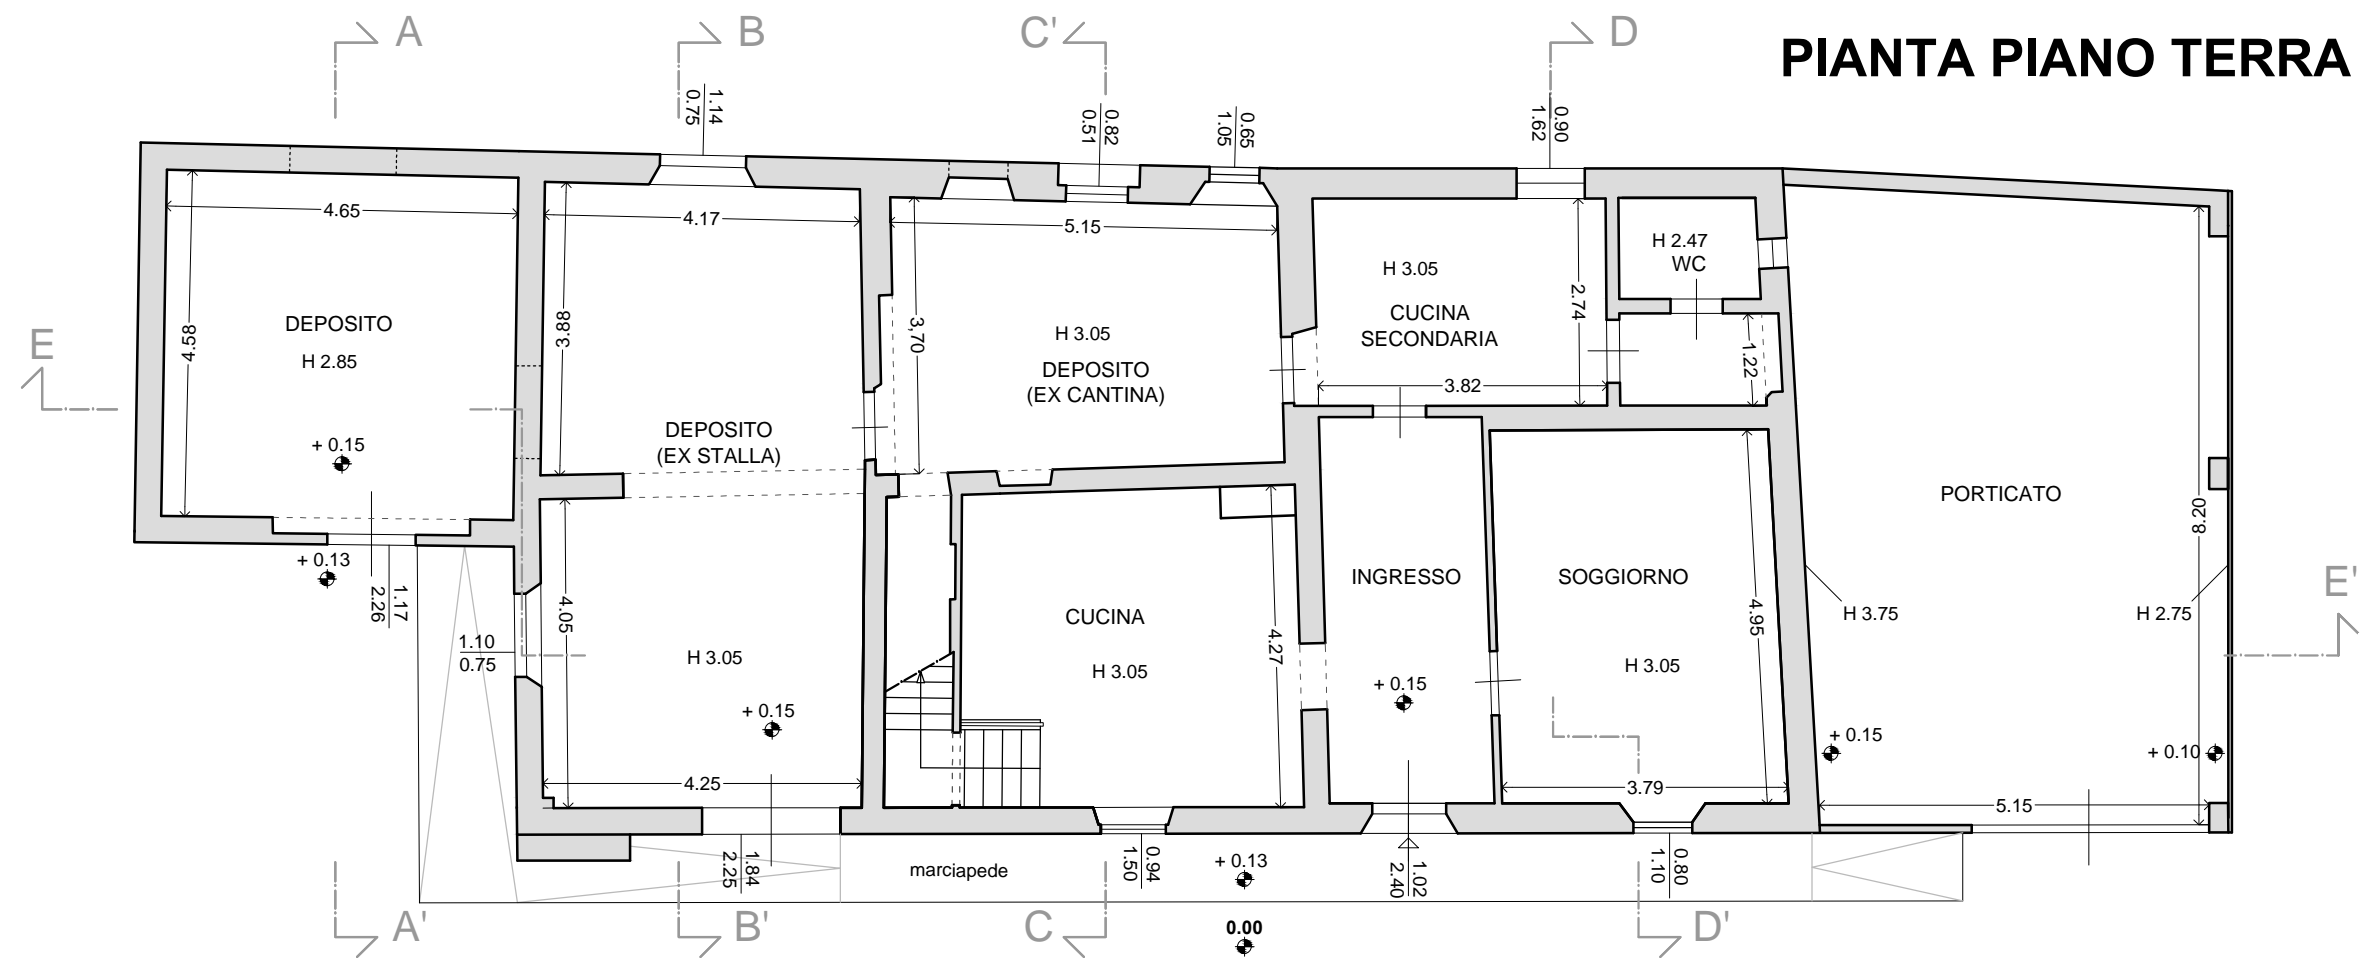 PIANTA PIANO TERRA
A
B
C'
D
1.14
0.75
0.82
0.51
0.65
1.05
0.90
1.62
4.65
4.17
5.15
H 2.47
WC
H 3.05
CUCINA
SECONDARIA
2.74
DEPOSITO
H 2.85
4.58
3.88
3,70
H 3.05
DEPOSITO
(EX CANTINA)
1.22
3.82
E
DEPOSITO
(EX STALLA)
+ 0.15
PORTICATO
8.20
+ 0.13
1.17
2.26
4.05
1.10
0.75
H 3.05
+ 0.15
4.25
CUCINA
H 3.05
4.27
INGRESSO
+ 0.15
SOGGIORNO
H 3.05
4.95
3.79
H 3.75
H 2.75
E'
+ 0.15
+ 0.10
5.15
1.84
2.25
marciapede
0.94
1.50
+ 0.13
1.02
2.40
0.80
1.10
A'
B'
C
0.00
D'